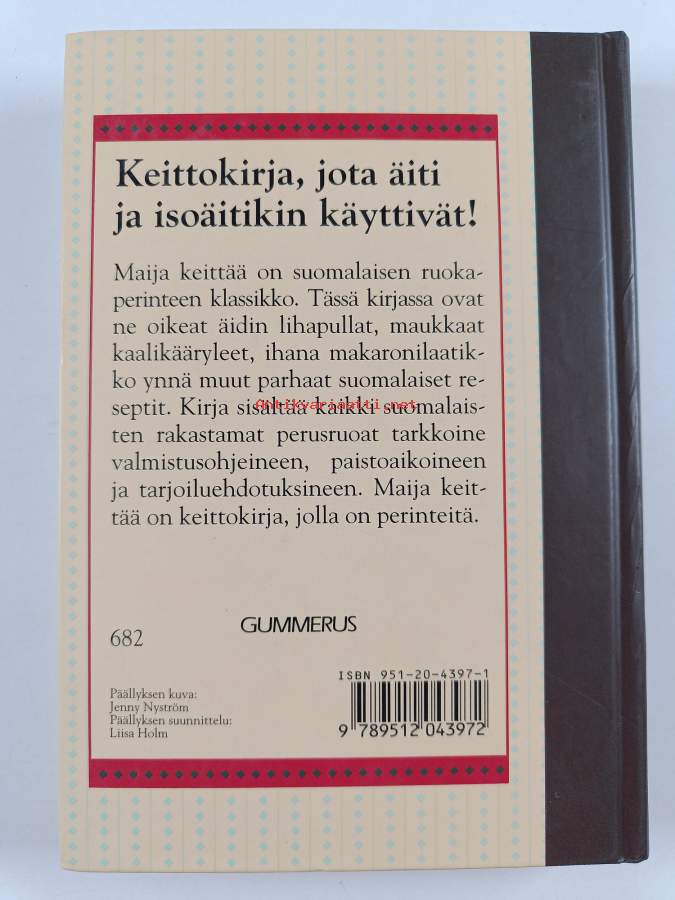 Keittokirja, jota äiti
ja isoäitikin käyttivät!
Maija keittää on suomalaisen ruoka-
perinteen klassikko. Tässä kirjassa ovat
ne oikeat äidin lihapullat, maukkaat
kaalikääryleet, ihana makaronilaatik-
ko ynnä muut parhaat suomalaiset re-
septit. Kirja sisältää kaikki suomalais-
Antikvariaatti.net
ten rakastamat perusruoat tarkkoine
valmistusohjeineen, paistoaikoineen
ja tarjoiluehdotuksineen. Maija keit-
tää on keittokirja, jolla on perinteitä.
682
GUMMERUS
ISBN 951-20-4397-1
Päällyksen kuva:
Jenny Nyström
Päällyksen suunnittelu:
Liisa Holm
9 789512 043972